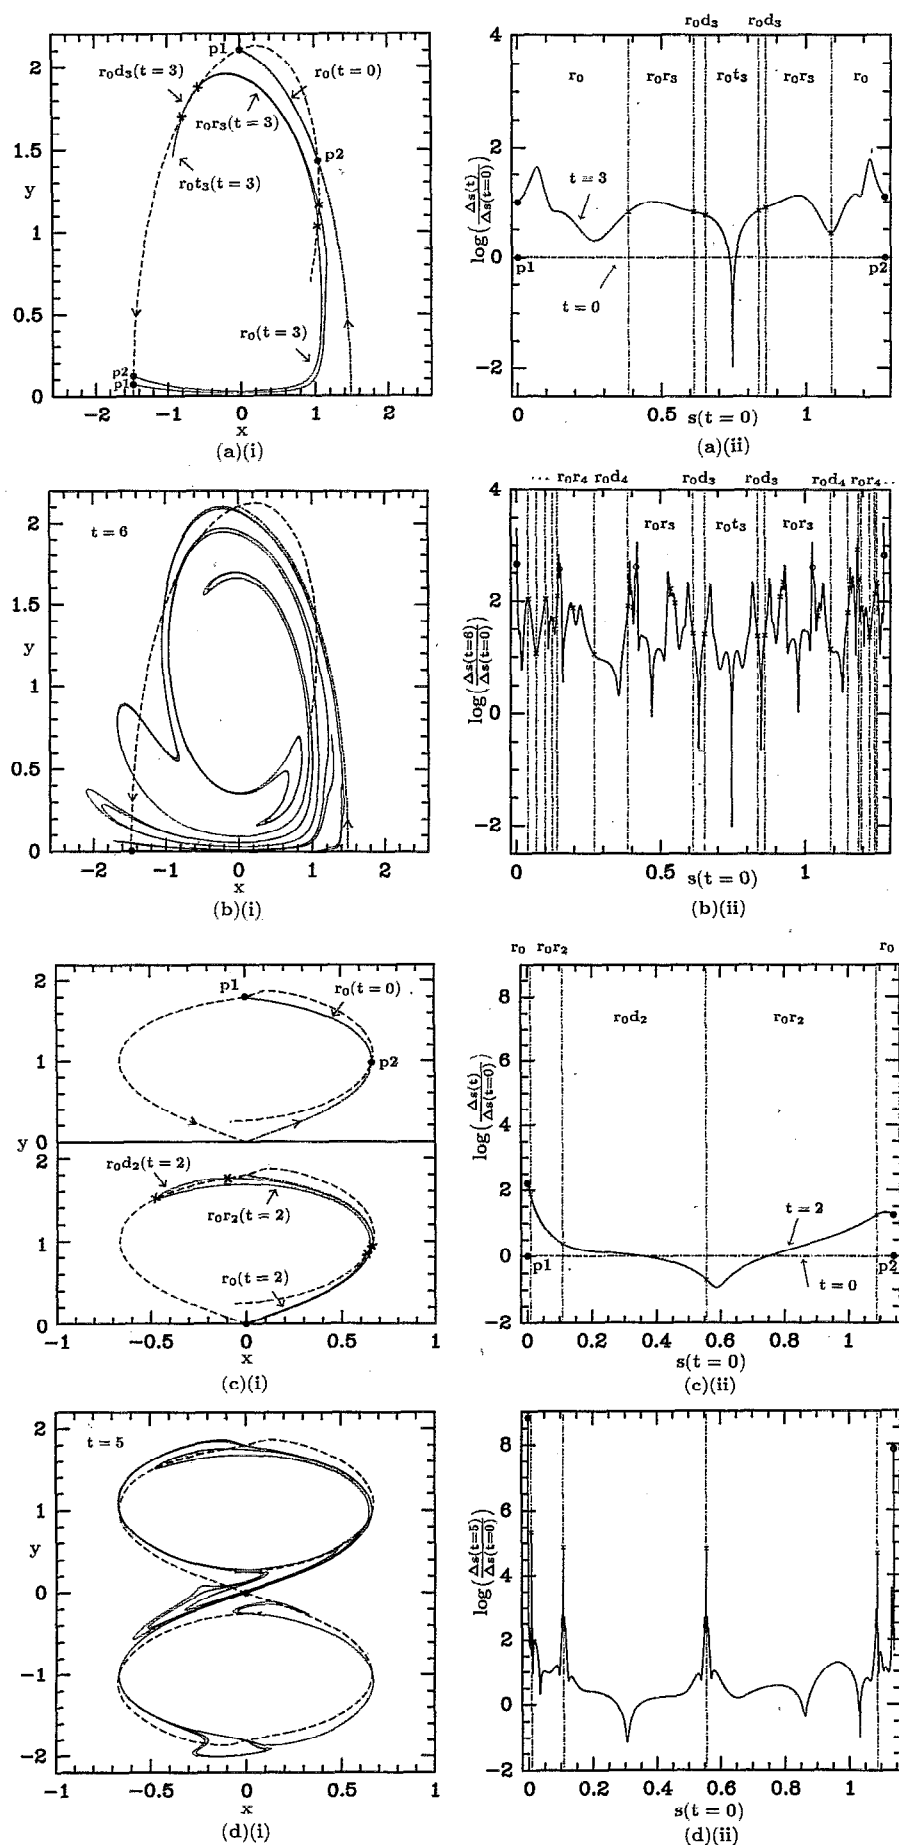 p1
r₀d₃(t=3)
r₀(t=0)
r₀r₃(t=3)
r₀t₃(t=3)
p2
r₀(t=3)
p2
p1
2
1.5
1
0.5
0
y
−2 −1 0 1 2
x
(a)(i)
r₀d₃ r₀d₃
r₀ r₀r₃ r₀t₃ r₀r₃ r₀
t=3
t=0
p1 p2
4
2
0
−2
log(Δs(t)/Δs(t=0))
0 0.5 1
s(t=0)
(a)(ii)
t=6
2
1.5
1
0.5
0
y
−2 −1 0 1 2
x
(b)(i)
... r₀r₄ r₀d₄ r₀d₃ r₀d₃ r₀d₄ r₀r₄...
r₀r₃ r₀t₃ r₀r₃
4
2
0
−2
log(Δs(t=6)/Δs(t=0))
0 0.5 1
s(t=0)
(b)(ii)
p1
r₀(t=0)
p2
2
1
0
y
r₀d₂(t=2)
r₀r₂(t=2)
r₀(t=2)
2
1
0
−1 −0.5 0 0.5 1
x
(c)(i)
r₀ r₀r₂ r₀
r₀d₂ r₀r₂
t=2
t=0
p1 p2
8
6
4
2
0
−2
log(Δs(t)/Δs(t=0))
0 0.2 0.4 0.6 0.8 1
s(t=0)
(c)(ii)
t=5
2
1
0
−1
−2
y
−1 −0.5 0 0.5 1
x
(d)(i)
8
6
4
2
0
−2
log(Δs(t=5)/Δs(t=0))
0 0.2 0.4 0.6 0.8 1
s(t=0)
(d)(ii)